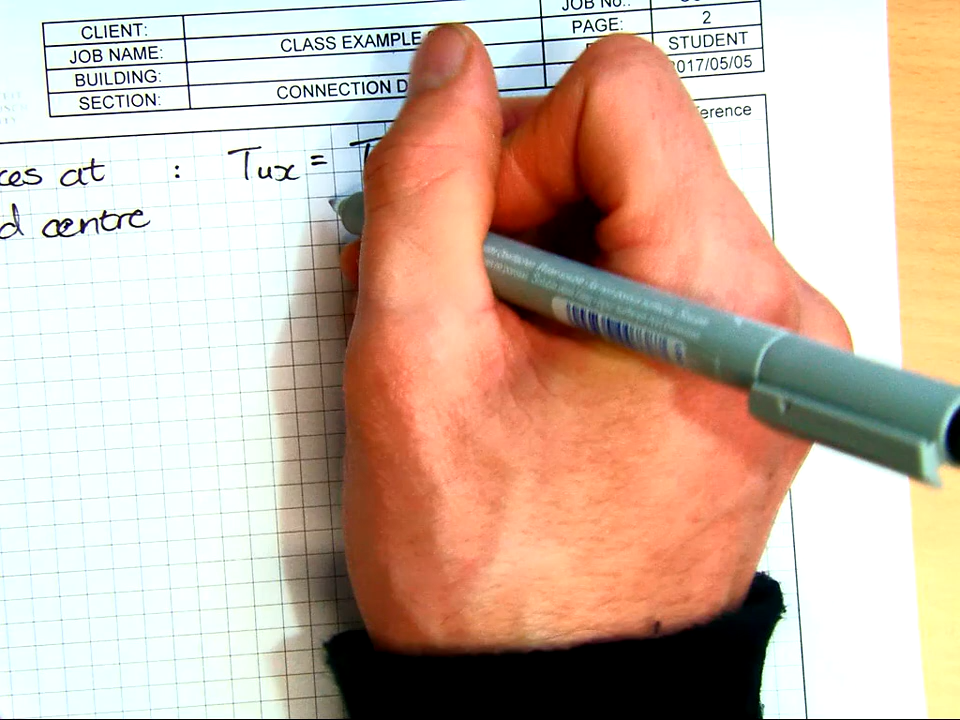 JOB No.:
CLIENT:
PAGE: 2
JOB NAME: CLASS EXAMPLE
STUDENT
BUILDING:
2017/05/05
SECTION: CONNECTION D
erence
ces at : Tux = T
d centre